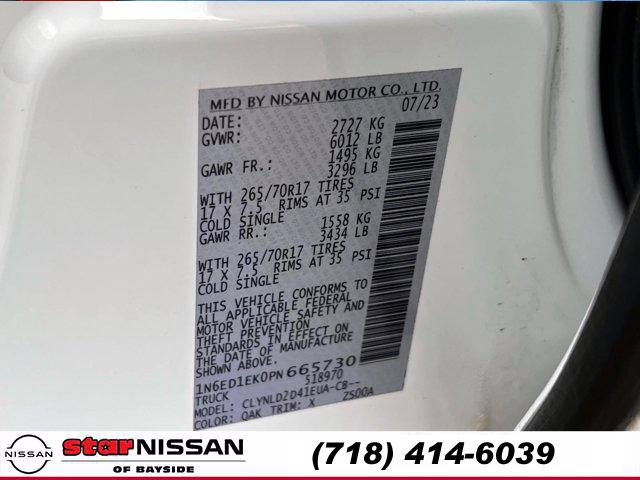 MFD BY NISSAN MOTOR CO., LTD.
DATE: 07/23
GVWR: 2727 KG
6012 LB
GAWR FR.: 1495 KG
3296 LB
WITH 265/70R17 TIRES
17 X 7.5 RIMS AT 35 PSI
COLD SINGLE
GAWR RR.: 1558 KG
3434 LB
WITH 265/70R17 TIRES
17 X 7.5 RIMS AT 35 PSI
COLD SINGLE
THIS VEHICLE CONFORMS TO
ALL APPLICABLE FEDERAL
MOTOR VEHICLE SAFETY AND
THEFT PREVENTION
STANDARDS IN EFFECT ON
THE DATE OF MANUFACTURE
SHOWN ABOVE.
1N6ED1EK0PN665730
TRUCK 518970
MODEL: CLYNLD2D41EUA-CB--
COLOR: QAK TRIM: X ZS00A
NISSAN
star NISSAN
OF BAYSIDE
(718) 414-6039